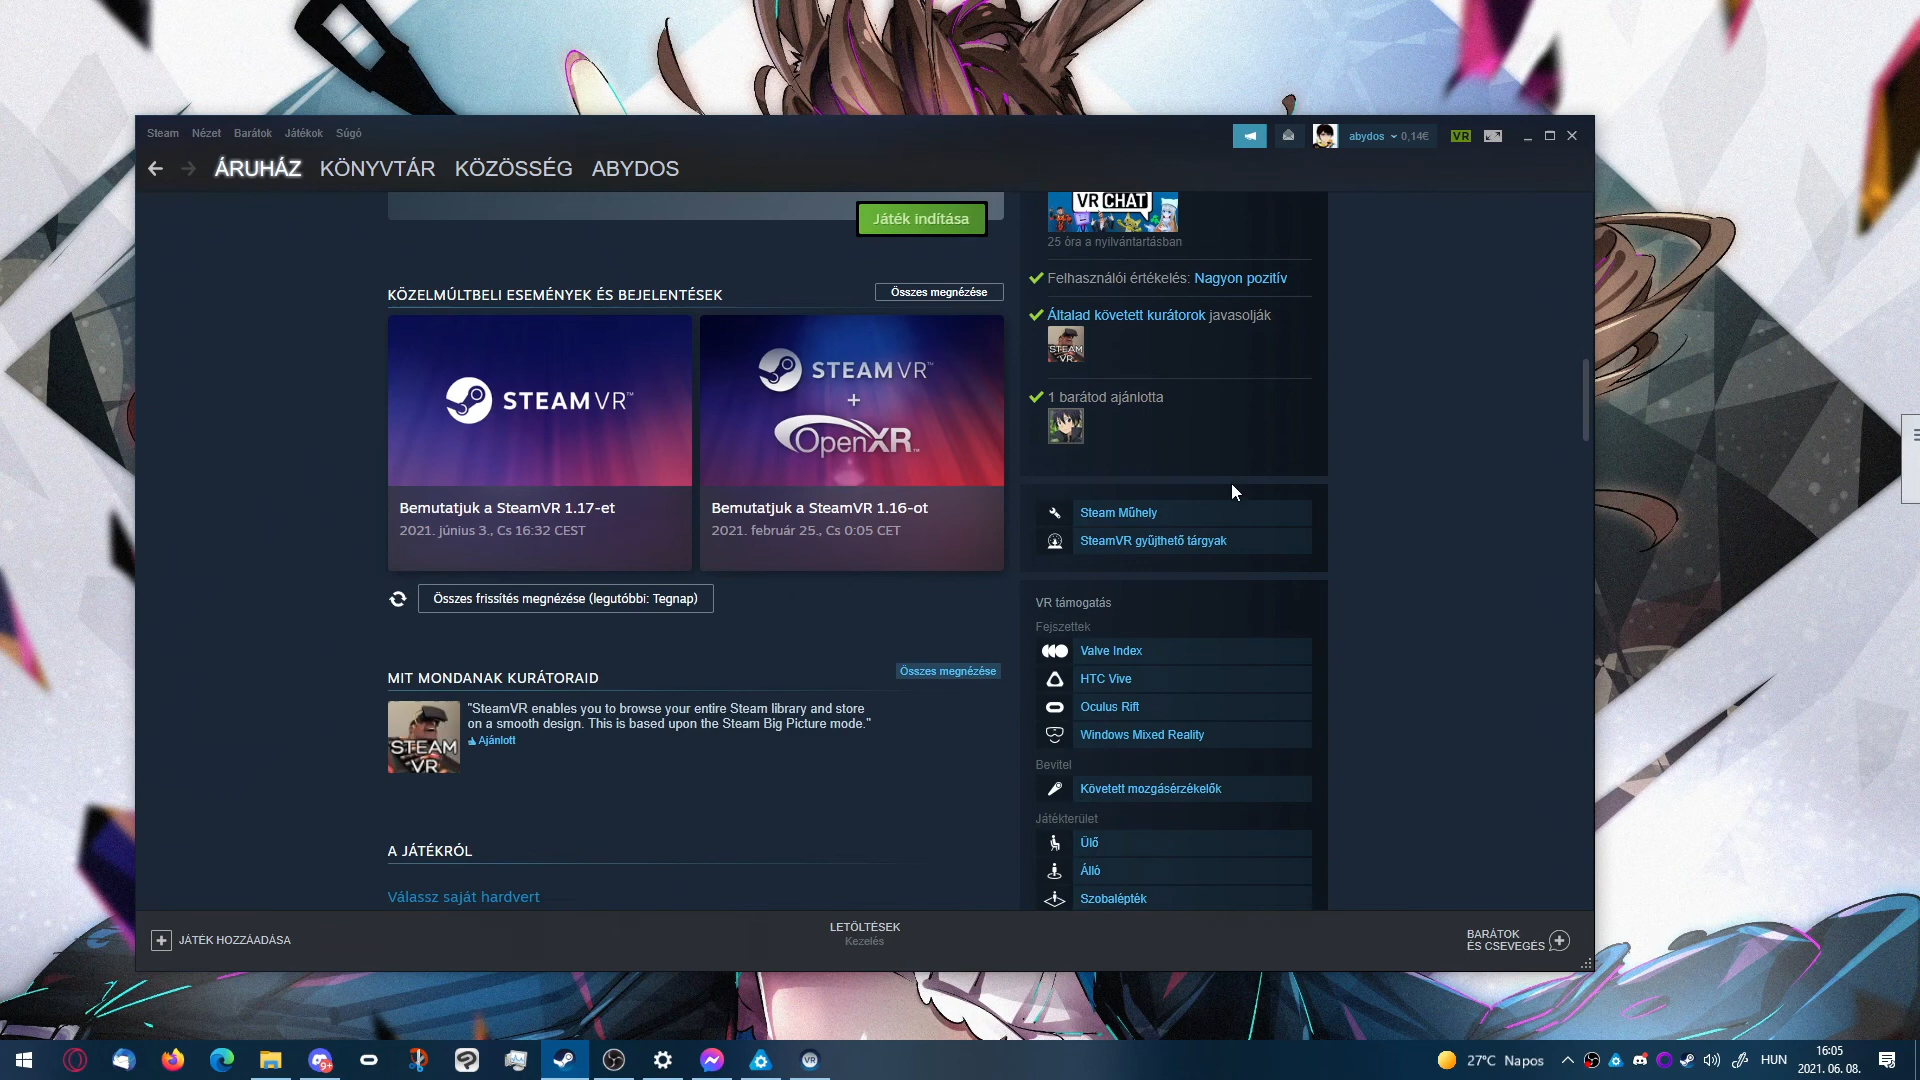 Steam Nézet Barátok Játékok Súgó
abydos 0,14€ VR
ÁRUHÁZ KÖNYVTÁR KÖZÖSSÉG ABYDOS
Játék indítása
VRCHAT
25 óra a nyilvántartásban
Felhasználói értékelés: Nagyon pozitív
Általad követett kurátorok javasolják
STEAM
VR
1 barátod ajánlotta
KÖZELMÚLTBELI ESEMÉNYEK ÉS BEJELENTÉSEK
Összes megnézése
STEAMVR™
STEAMVR™
+
OpenXR™
Bemutatjuk a SteamVR 1.17-et
2021. június 3., Cs 16:32 CEST
Bemutatjuk a SteamVR 1.16-ot
2021. február 25., Cs 0:05 CET
Összes frissítés megnézése (legutóbbi: Tegnap)
MIT MONDANAK KURÁTORAID
Összes megnézése
STEAM
VR
"SteamVR enables you to browse your entire Steam library and store
on a smooth design. This is based upon the Steam Big Picture mode."
Ajánlott
A JÁTÉKRÓL
Válassz saját hardvert
Steam Műhely
SteamVR gyűjthető tárgyak
VR támogatás
Fejszettek
Valve Index
HTC Vive
Oculus Rift
Windows Mixed Reality
Bevitel
Követett mozgásérzékelők
Játékterület
Ülő
Álló
Szobalépték
JÁTÉK HOZZÁADÁSA
LETÖLTÉSEK
Kezelés
BARÁTOK
ÉS CSEVEGÉS
9+
VR
27°C Napos
HUN
16:05
2021. 06. 08.